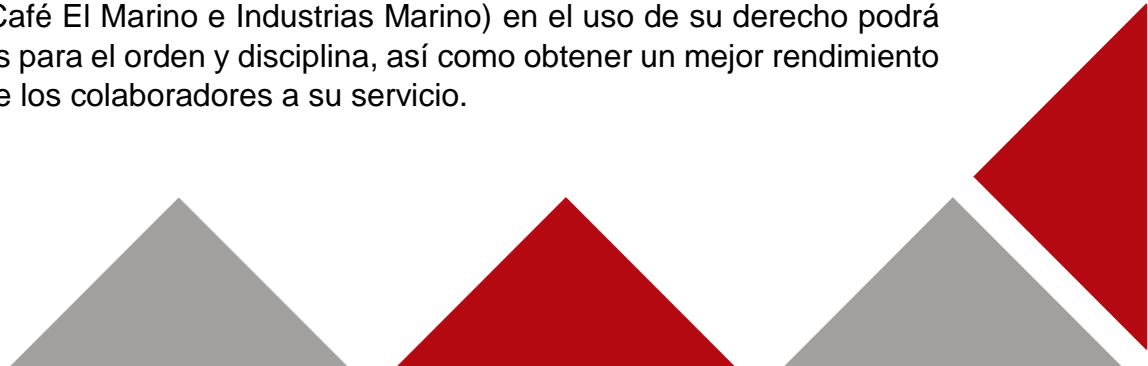 Café El Marino e Industrias Marino) en el uso de su derecho podrá
s para el orden y disciplina, así como obtener un mejor rendimiento
e los colaboradores a su servicio.